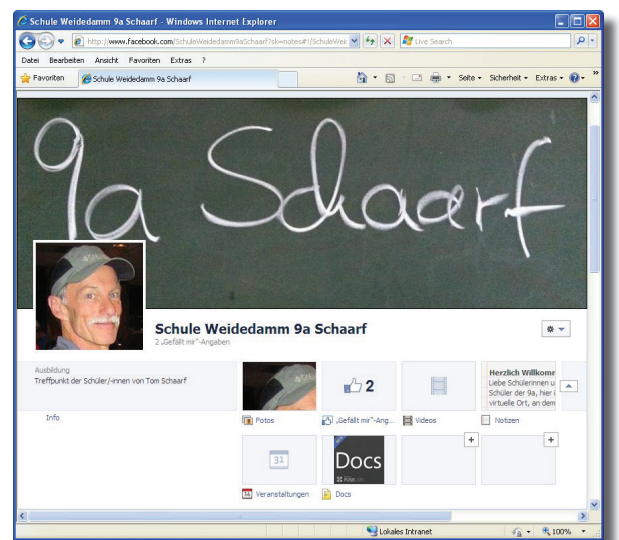 Schule Weidedamm 9a Schaarf - Windows Internet Explorer
http://www.facebook.com/SchuleWeidedamm9aSchaarf?sk=notes#!/SchuleWeid
Live Search
Datei Bearbeiten Ansicht Favoriten Extras ?
Favoriten Schule Weidedamm 9a Schaarf Seite Sicherheit Extras
9a Schaarf
Schule Weidedamm 9a Schaarf
2 „Gefällt mir“-Angaben
Ausbildung
Treffpunkt der Schüler/-innen von Tom Schaarf
Info
2
Herzlich Willkomr
Liebe Schülerinnen u
Schüler der 9a, hier i
virtuelle Ort, an dem
Fotos „Gefällt mir“-Ang... Videos Notizen
31
Docs
Veranstaltungen Docs
Lokales Intranet 100%